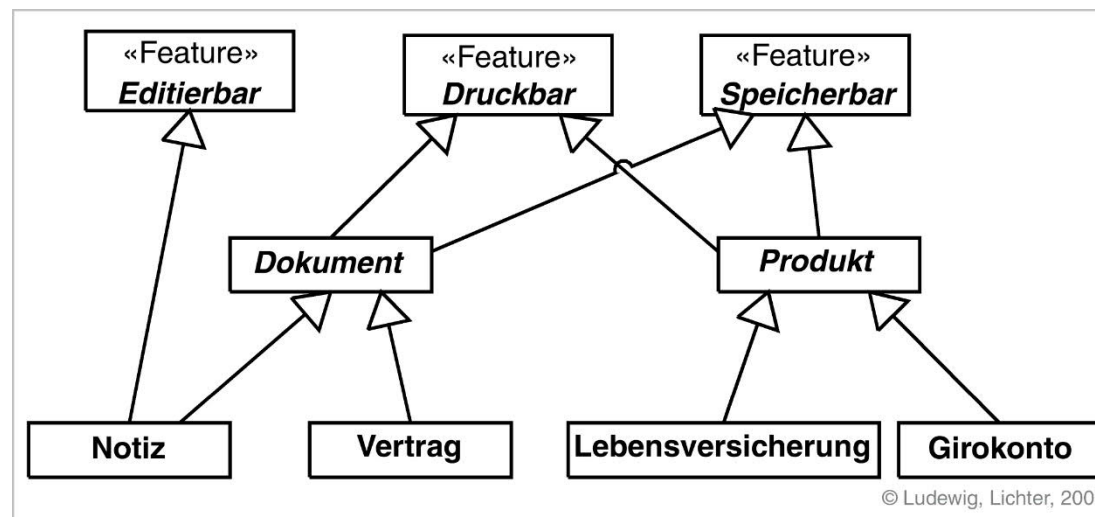 «Feature»
Editierbar
«Feature»
Druckbar
«Feature»
Speicherbar
Dokument
Produkt
Notiz
Vertrag
Lebensversicherung
Girokonto
© Ludewig, Lichter, 200